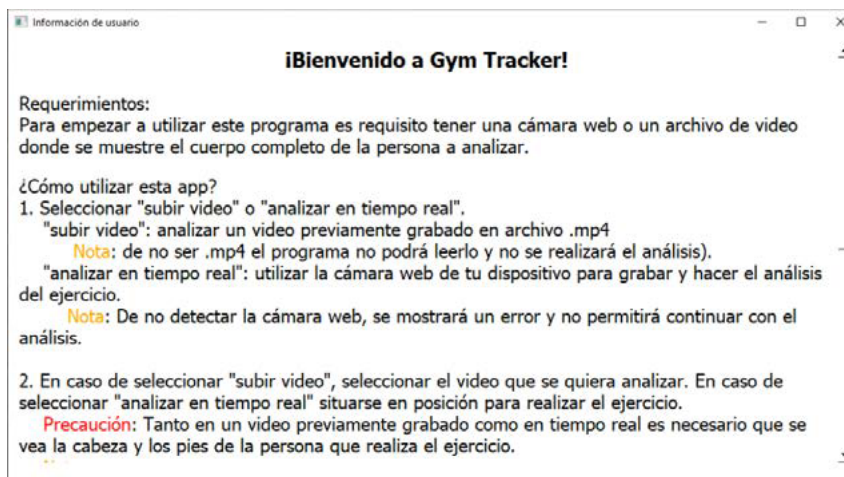 Información de usuario
¡Bienvenido a Gym Tracker!
Requerimientos:
Para empezar a utilizar este programa es requisito tener una cámara web o un archivo de video
donde se muestre el cuerpo completo de la persona a analizar.
¿Cómo utilizar esta app?
1. Seleccionar "subir video" o "analizar en tiempo real".
"subir video": analizar un video previamente grabado en archivo .mp4
Nota: de no ser .mp4 el programa no podrá leerlo y no se realizará el análisis).
"analizar en tiempo real": utilizar la cámara web de tu dispositivo para grabar y hacer el análisis
del ejercicio.
Nota: De no detectar la cámara web, se mostrará un error y no permitirá continuar con el
análisis.
2. En caso de seleccionar "subir video", seleccionar el video que se quiera analizar. En caso de
seleccionar "analizar en tiempo real" situarse en posición para realizar el ejercicio.
Precaución: Tanto en un video previamente grabado como en tiempo real es necesario que se
vea la cabeza y los pies de la persona que realiza el ejercicio.